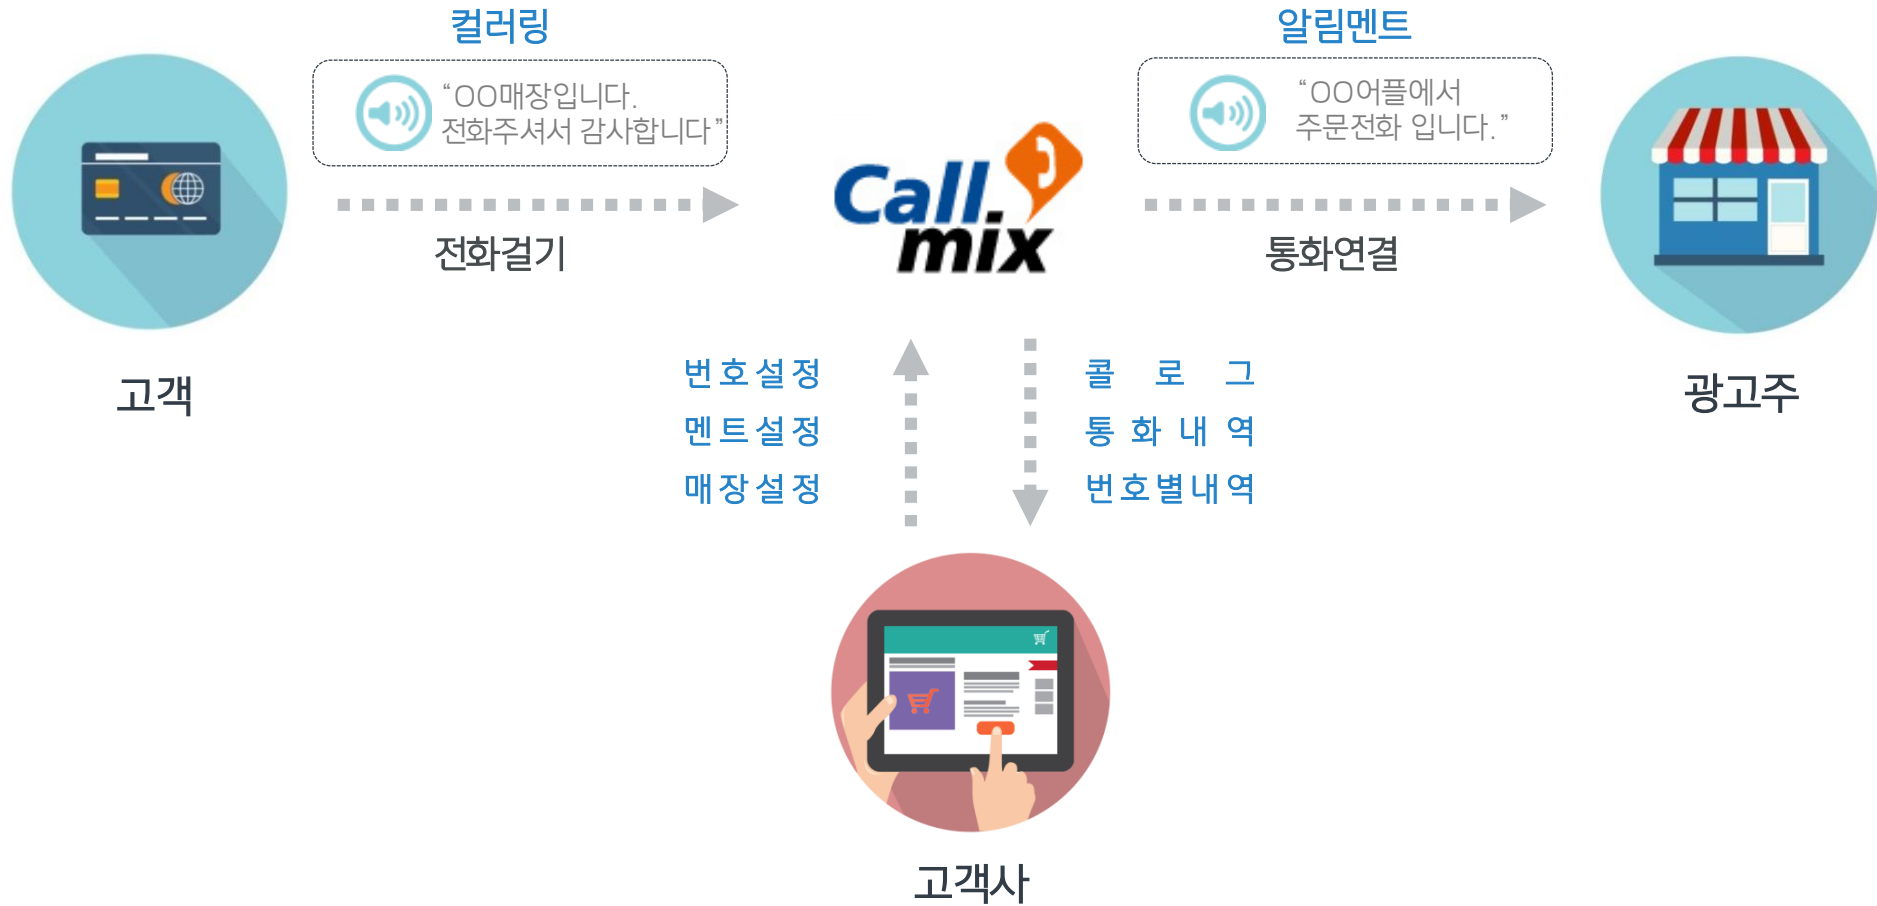 컬러링
“OO매장입니다.
전화주셔서 감사합니다”
전화걸기
Call.
mix
알림멘트
“OO어플에서
주문전화 입니다.”
통화연결
고객
광고주
번호설정
멘트설정
매장설정
콜로그
통화내역
번호별내역
고객사